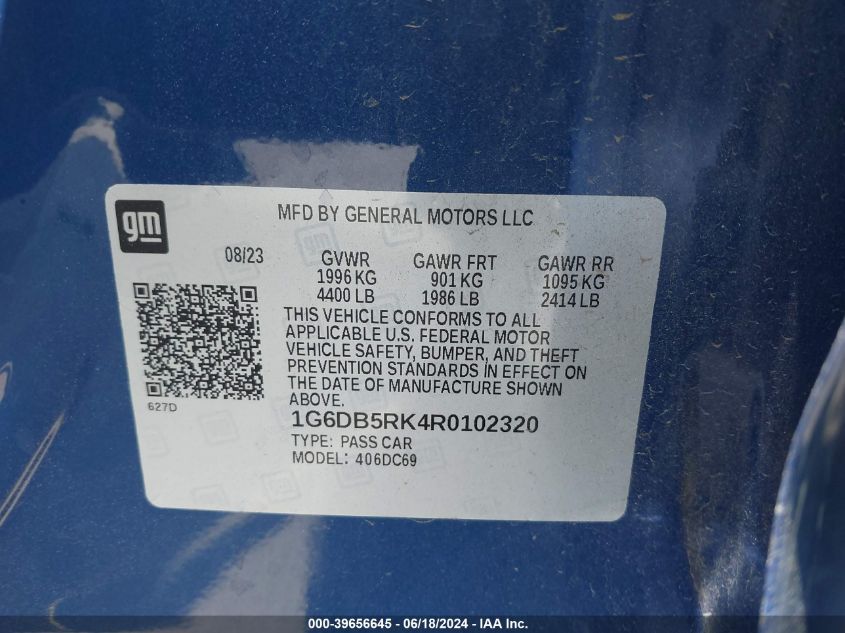 gm
MFD BY GENERAL MOTORS LLC
08/23
GVWR GAWR FRT GAWR RR
1996 KG 901 KG 1095 KG
4400 LB 1986 LB 2414 LB
THIS VEHICLE CONFORMS TO ALL
APPLICABLE U.S. FEDERAL MOTOR
VEHICLE SAFETY, BUMPER, AND THEFT
PREVENTION STANDARDS IN EFFECT ON
THE DATE OF MANUFACTURE SHOWN
ABOVE.
627D
1G6DB5RK4R0102320
TYPE: PASS CAR
MODEL: 406DC69
000-39656645 - 06/18/2024 - IAA Inc.